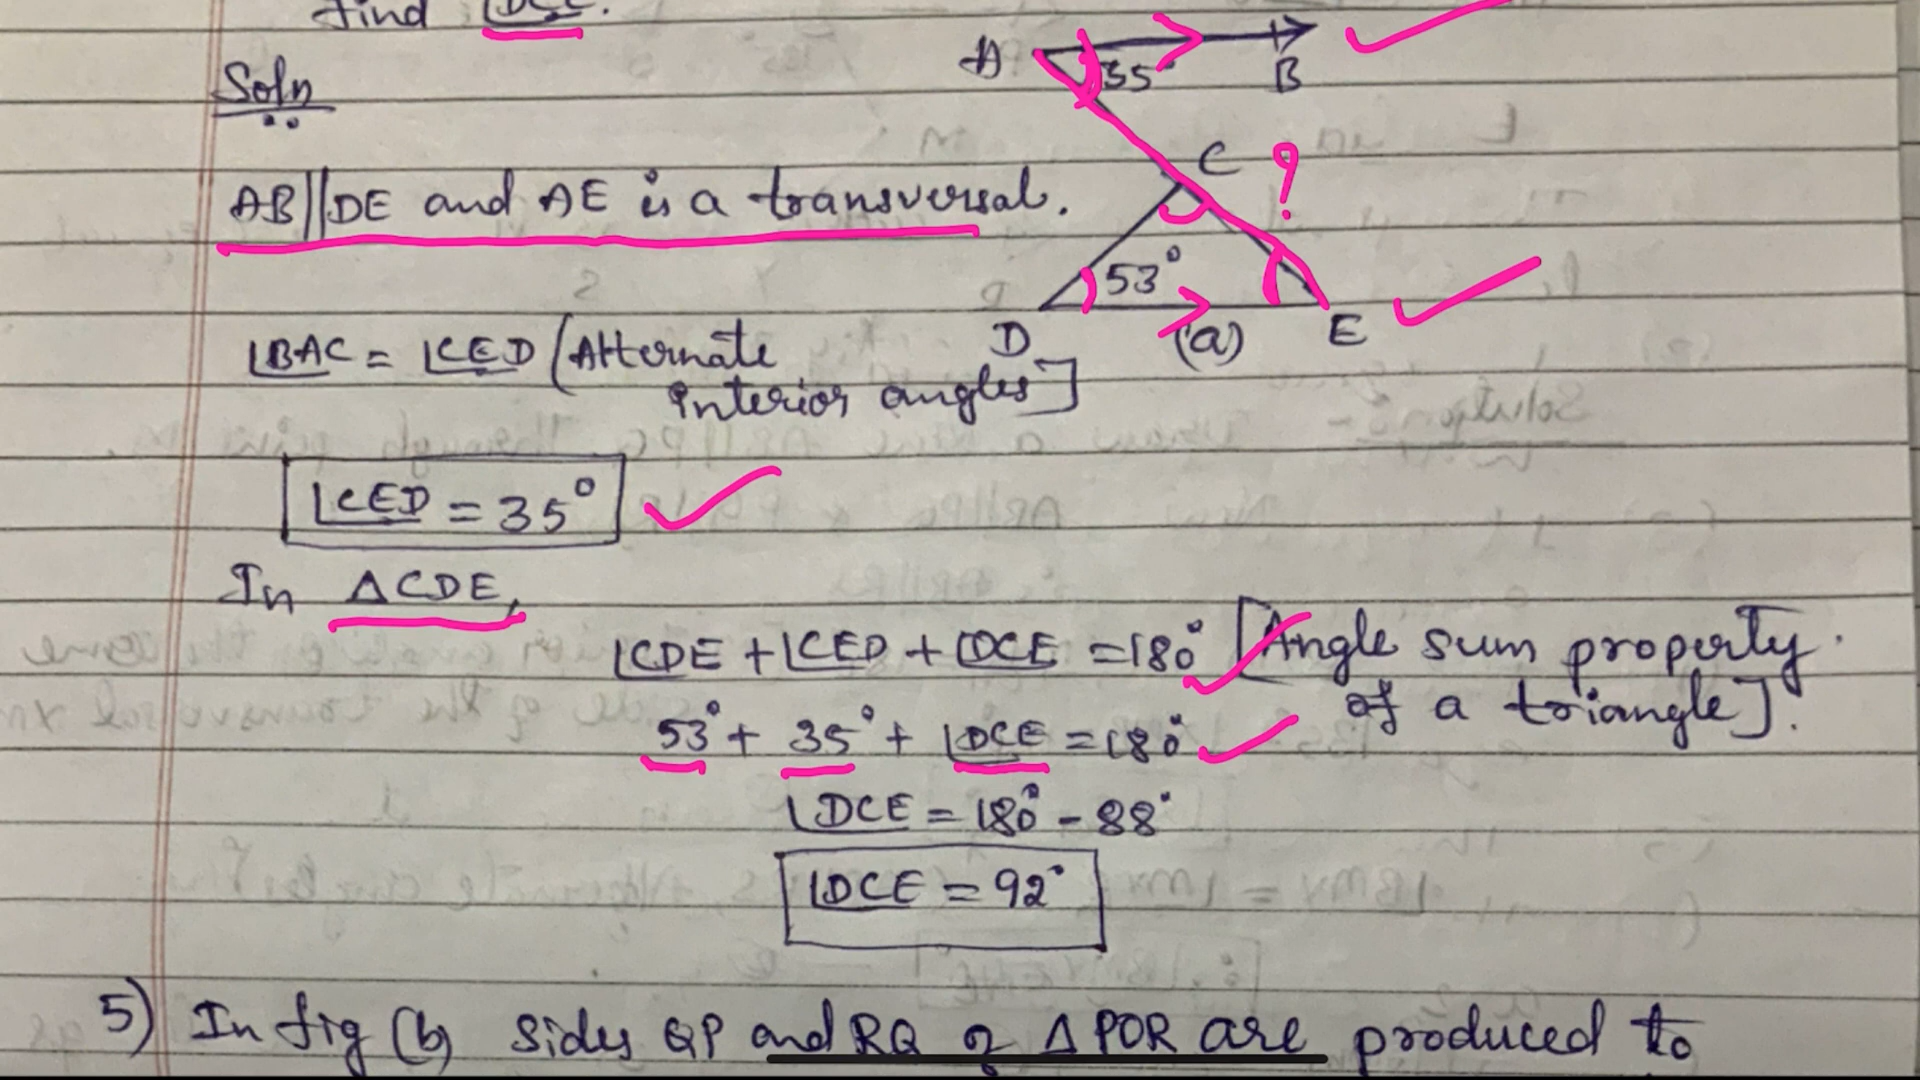 find ∠DCE.
Soln
A 35° B
AB||DE and AE is a transversal.
C ?
53°
D (a) E
∠BAC = ∠CED (Alternate
interior angles]
∠CED = 35°
In △CDE,
∠CDE + ∠CED + ∠DCE = 180° [Angle sum property
of a triangle].
53° + 35° + ∠DCE = 180°
∠DCE = 180° - 88°
∠DCE = 92°
5) In fig (b) Sides QP and RQ of △PQR are produced to